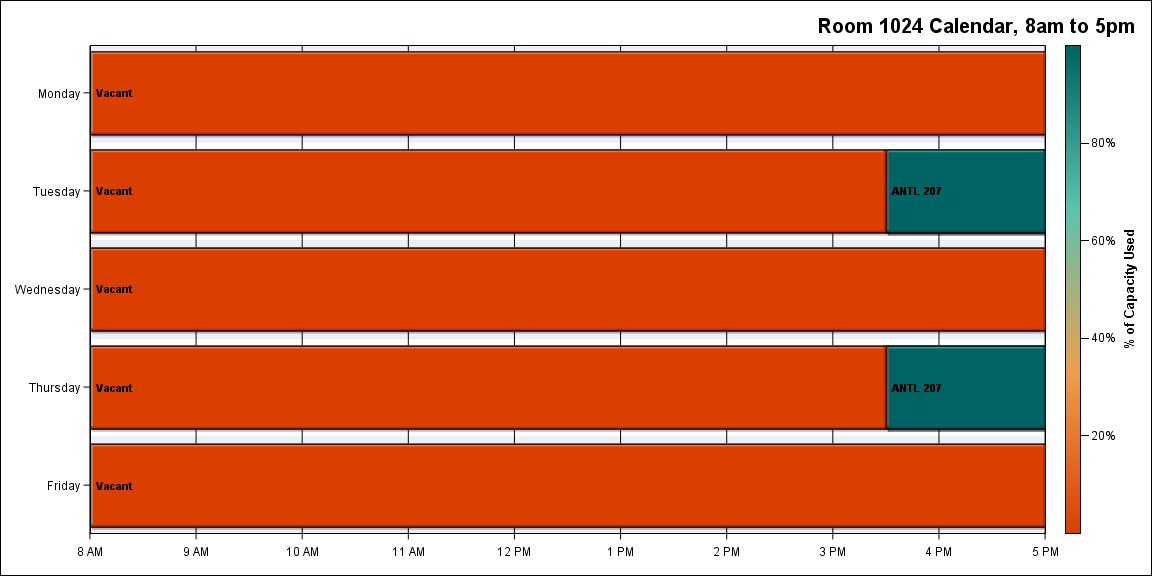 Room 1024 Calendar, 8am to 5pm
Monday
Vacant
Tuesday
Vacant
ANTL 207
Wednesday
Vacant
Thursday
Vacant
ANTL 207
Friday
Vacant
8 AM 9 AM 10 AM 11 AM 12 PM 1 PM 2 PM 3 PM 4 PM 5 PM
80%
60%
40%
20%
% of Capacity Used